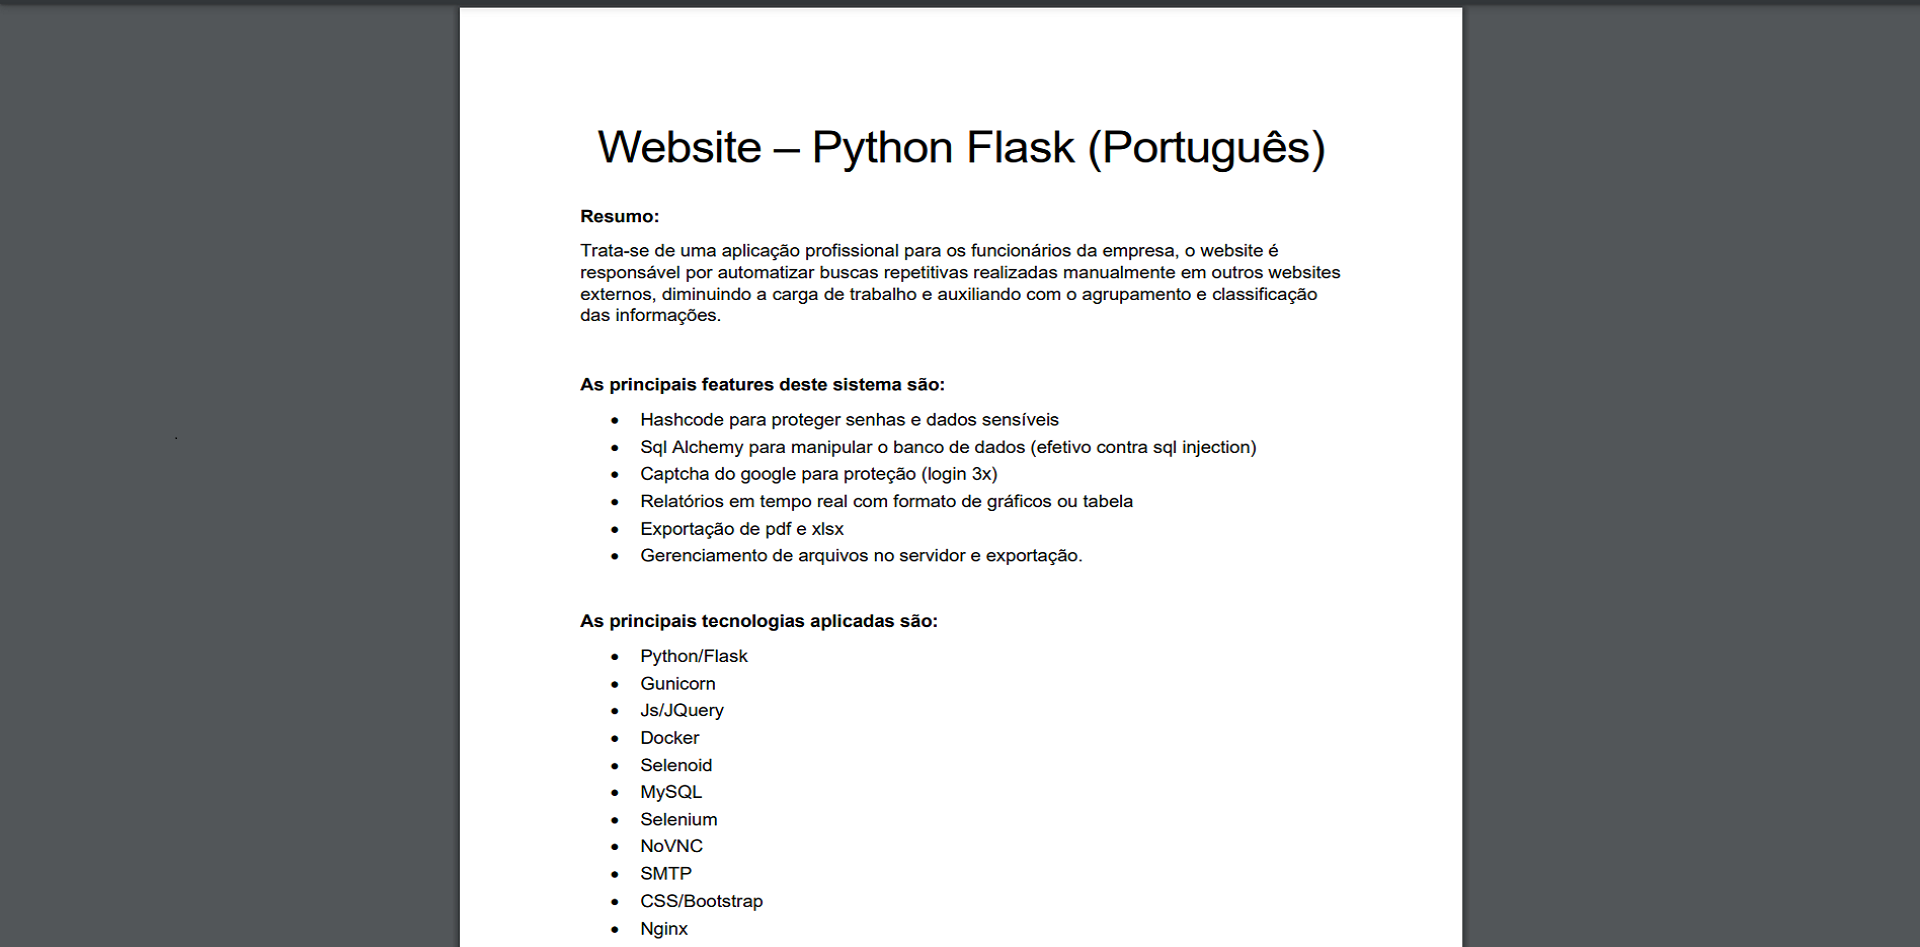 Website – Python Flask (Português)
Resumo:
Trata-se de uma aplicação profissional para os funcionários da empresa, o website é
responsável por automatizar buscas repetitivas realizadas manualmente em outros websites
externos, diminuindo a carga de trabalho e auxiliando com o agrupamento e classificação
das informações.
As principais features deste sistema são:
• Hashcode para proteger senhas e dados sensíveis
• Sql Alchemy para manipular o banco de dados (efetivo contra sql injection)
• Captcha do google para proteção (login 3x)
• Relatórios em tempo real com formato de gráficos ou tabela
• Exportação de pdf e xlsx
• Gerenciamento de arquivos no servidor e exportação.
As principais tecnologias aplicadas são:
• Python/Flask
• Gunicorn
• Js/JQuery
• Docker
• Selenoid
• MySQL
• Selenium
• NoVNC
• SMTP
• CSS/Bootstrap
• Nginx